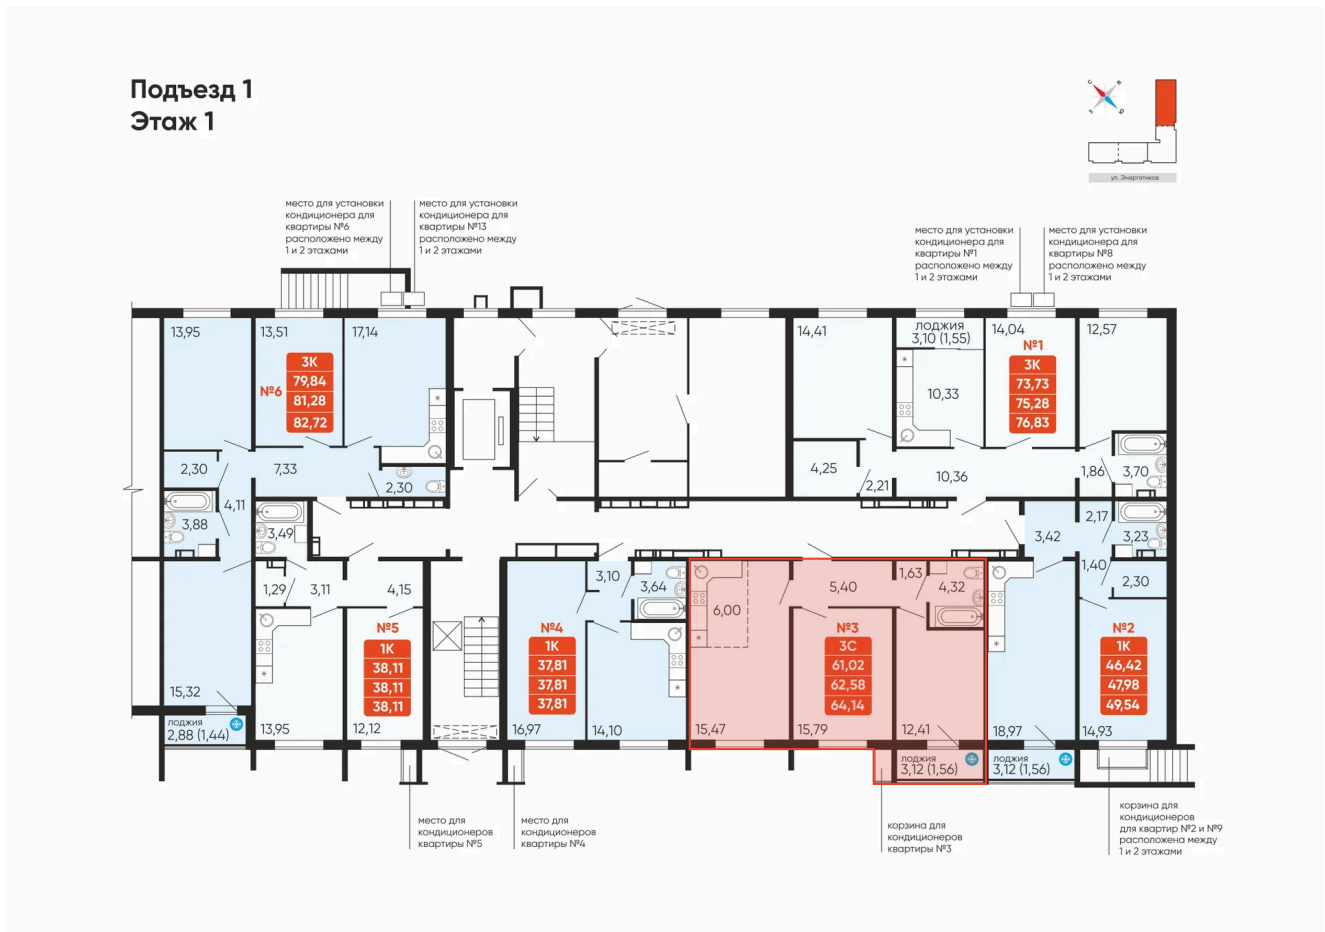 Подъезд 1
Этаж 1
С
В
З
Ю
ул. Энергетиков
место для установки
кондиционера для
квартиры №6
расположено между
1 и 2 этажами
место для установки
кондиционера для
квартиры №13
расположено между
1 и 2 этажами
место для установки
кондиционера для
квартиры №1
расположено между
1 и 2 этажами
место для установки
кондиционера для
квартиры №8
расположено между
1 и 2 этажами
13,95
13,51
17,14
№6
3К
79,84
81,28
82,72
2,30
7,33
2,30
4,11
3,88
3,49
15,32
лоджия
2,88 (1,44)
14,41
лоджия
3,10 (1,55)
14,04
12,57
№1
3К
73,73
75,28
76,83
10,33
4,25
2,21
10,36
1,86
3,70
1,29
3,11
4,15
№5
1К
38,11
38,11
38,11
13,95
12,12
3,10
3,64
№4
1К
37,81
37,81
37,81
16,97
14,10
6,00
5,40
1,63
4,32
№3
3С
61,02
62,58
64,14
15,47
15,79
12,41
лоджия
3,12 (1,56)
3,42
2,17
3,23
1,40
2,30
№2
1К
46,42
47,98
49,54
18,97
14,93
лоджия
3,12 (1,56)
место для
кондиционеров
квартиры №5
место для
кондиционеров
квартиры №4
корзина для
кондиционеров
квартиры №3
корзина для
кондиционеров
для квартир №2 и №9
расположена между
1 и 2 этажами